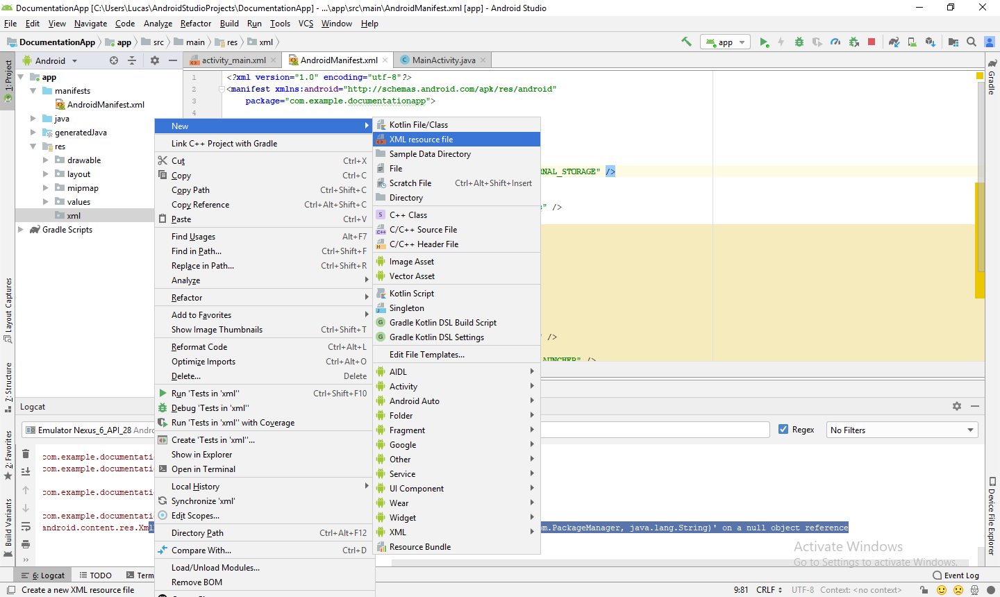 DocumentationApp [C:\Users\Lucas\AndroidStudioProjects\DocumentationApp] - ...\app\src\main\AndroidManifest.xml [app] - Android Studio
File Edit View Navigate Code Analyze Refactor Build Run Tools VCS Window Help
DocumentationApp app src main res xml app
1: Project
Android
activity_main.xml AndroidManifest.xml MainActivity.java
Gradle
app
manifests
AndroidManifest.xml
java
generatedJava
res
drawable
layout
mipmap
values
xml
Gradle Scripts
1 <?xml version="1.0" encoding="utf-8"?>
2 <manifest xmlns:android="http://schemas.android.com/apk/res/android"
3 package="com.example.documentationapp">
4
RNAL_STORAGE" />
" />
" />
AUNCHER" />
New
Link C++ Project with Gradle
Cut Ctrl+X
Copy Ctrl+C
Copy Path Ctrl+Shift+C
Copy Reference Ctrl+Alt+Shift+C
Paste Ctrl+V
Find Usages Alt+F7
Find in Path... Ctrl+Shift+F
Replace in Path... Ctrl+Shift+R
Analyze
Refactor
Add to Favorites
Show Image Thumbnails Ctrl+Shift+T
Reformat Code Ctrl+Alt+L
Optimize Imports Ctrl+Alt+O
Delete... Delete
Run 'Tests in 'xml'' Ctrl+Shift+F10
Debug 'Tests in 'xml''
Run 'Tests in 'xml'' with Coverage
Create 'Tests in 'xml''...
Show in Explorer
Open in Terminal
Local History
Synchronize 'xml'
Edit Scopes...
Directory Path Ctrl+Alt+F12
Compare With... Ctrl+D
Load/Unload Modules...
Remove BOM
Kotlin File/Class
XML resource file
Sample Data Directory
File
Scratch File Ctrl+Alt+Shift+Insert
Directory
C++ Class
C/C++ Source File
C/C++ Header File
Image Asset
Vector Asset
Kotlin Script
Singleton
Gradle Kotlin DSL Build Script
Gradle Kotlin DSL Settings
Edit File Templates...
AIDL
Activity
Android Auto
Folder
Fragment
Google
Other
Service
UI Component
Wear
Widget
XML
Resource Bundle
Layout Captures
7: Structure
2: Favorites
Build Variants
Logcat
Emulator Nexus_6_API_28 Andro
Regex
No Filters
com.example.documentati
com.example.documentati
com.example.documentati
com.example.documentati
android.content.res.Xml
m.PackageManager, java.lang.String)' on a null object reference
Device File Explorer
Activate Windows
Go to Settings to activate Windows.
6: Logcat TODO Term
Event Log
Create a new XML resource file
9:81 CRLF UTF-8 Context: <no context>